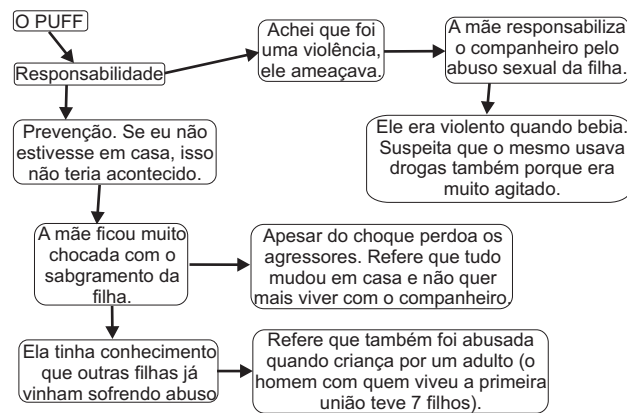 O PUFF
Responsabilidade
Achei que foi
uma violência,
ele ameaçava.
A mãe responsabiliza
o companheiro pelo
abuso sexual da filha.
Ele era violento quando bebia.
Suspeita que o mesmo usava
drogas também porque era
muito agitado.
Prevenção. Se eu não
estivesse em casa, isso
não teria acontecido.
A mãe ficou muito
chocada com o
sabgramento da
filha.
Apesar do choque perdoa os
agressores. Refere que tudo
mudou em casa e não quer
mais viver com o companheiro.
Ela tinha conhecimento
que outras filhas já
vinham sofrendo abuso
Refere que também foi abusada
quando criança por um adulto (o
homem com quem viveu a primeira
união teve 7 filhos).